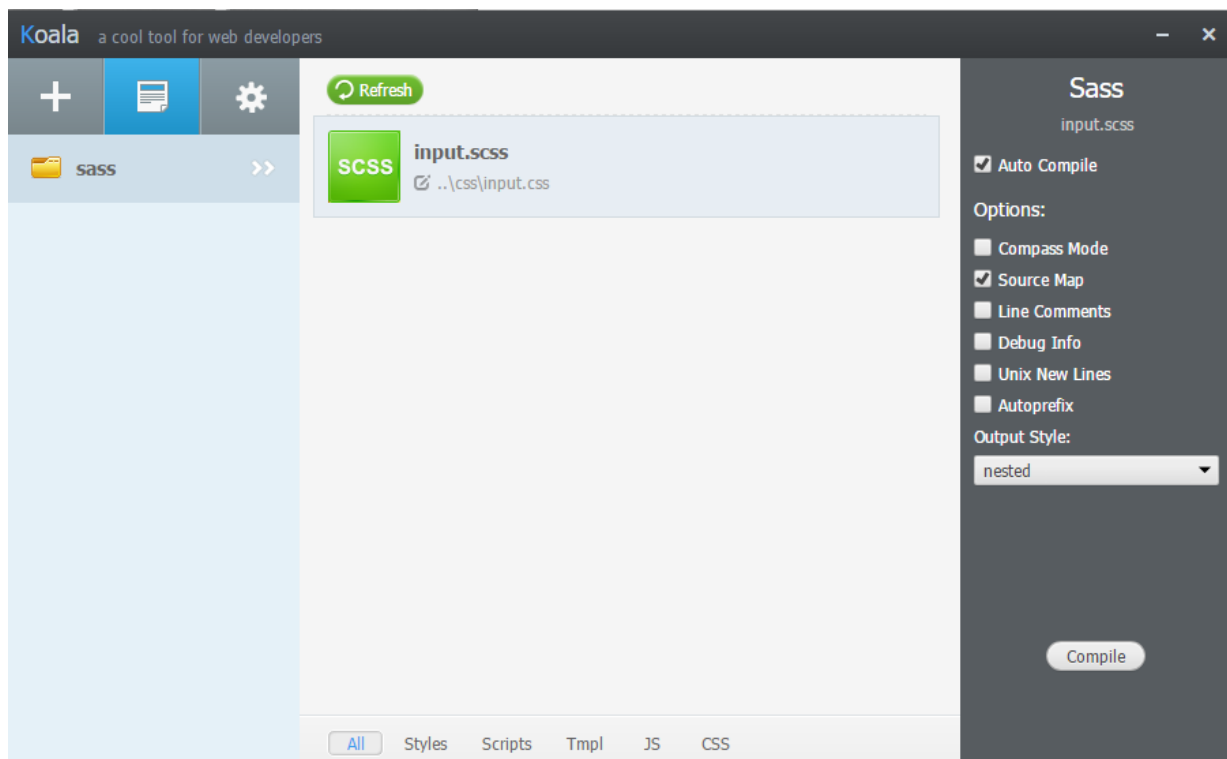 Koala a cool tool for web developers
sass
Refresh
SCSS
input.scss
..\css\input.css
All Styles Scripts Tmpl JS CSS
Sass
input.scss
Auto Compile
Options:
Compass Mode
Source Map
Line Comments
Debug Info
Unix New Lines
Autoprefix
Output Style:
nested
Compile